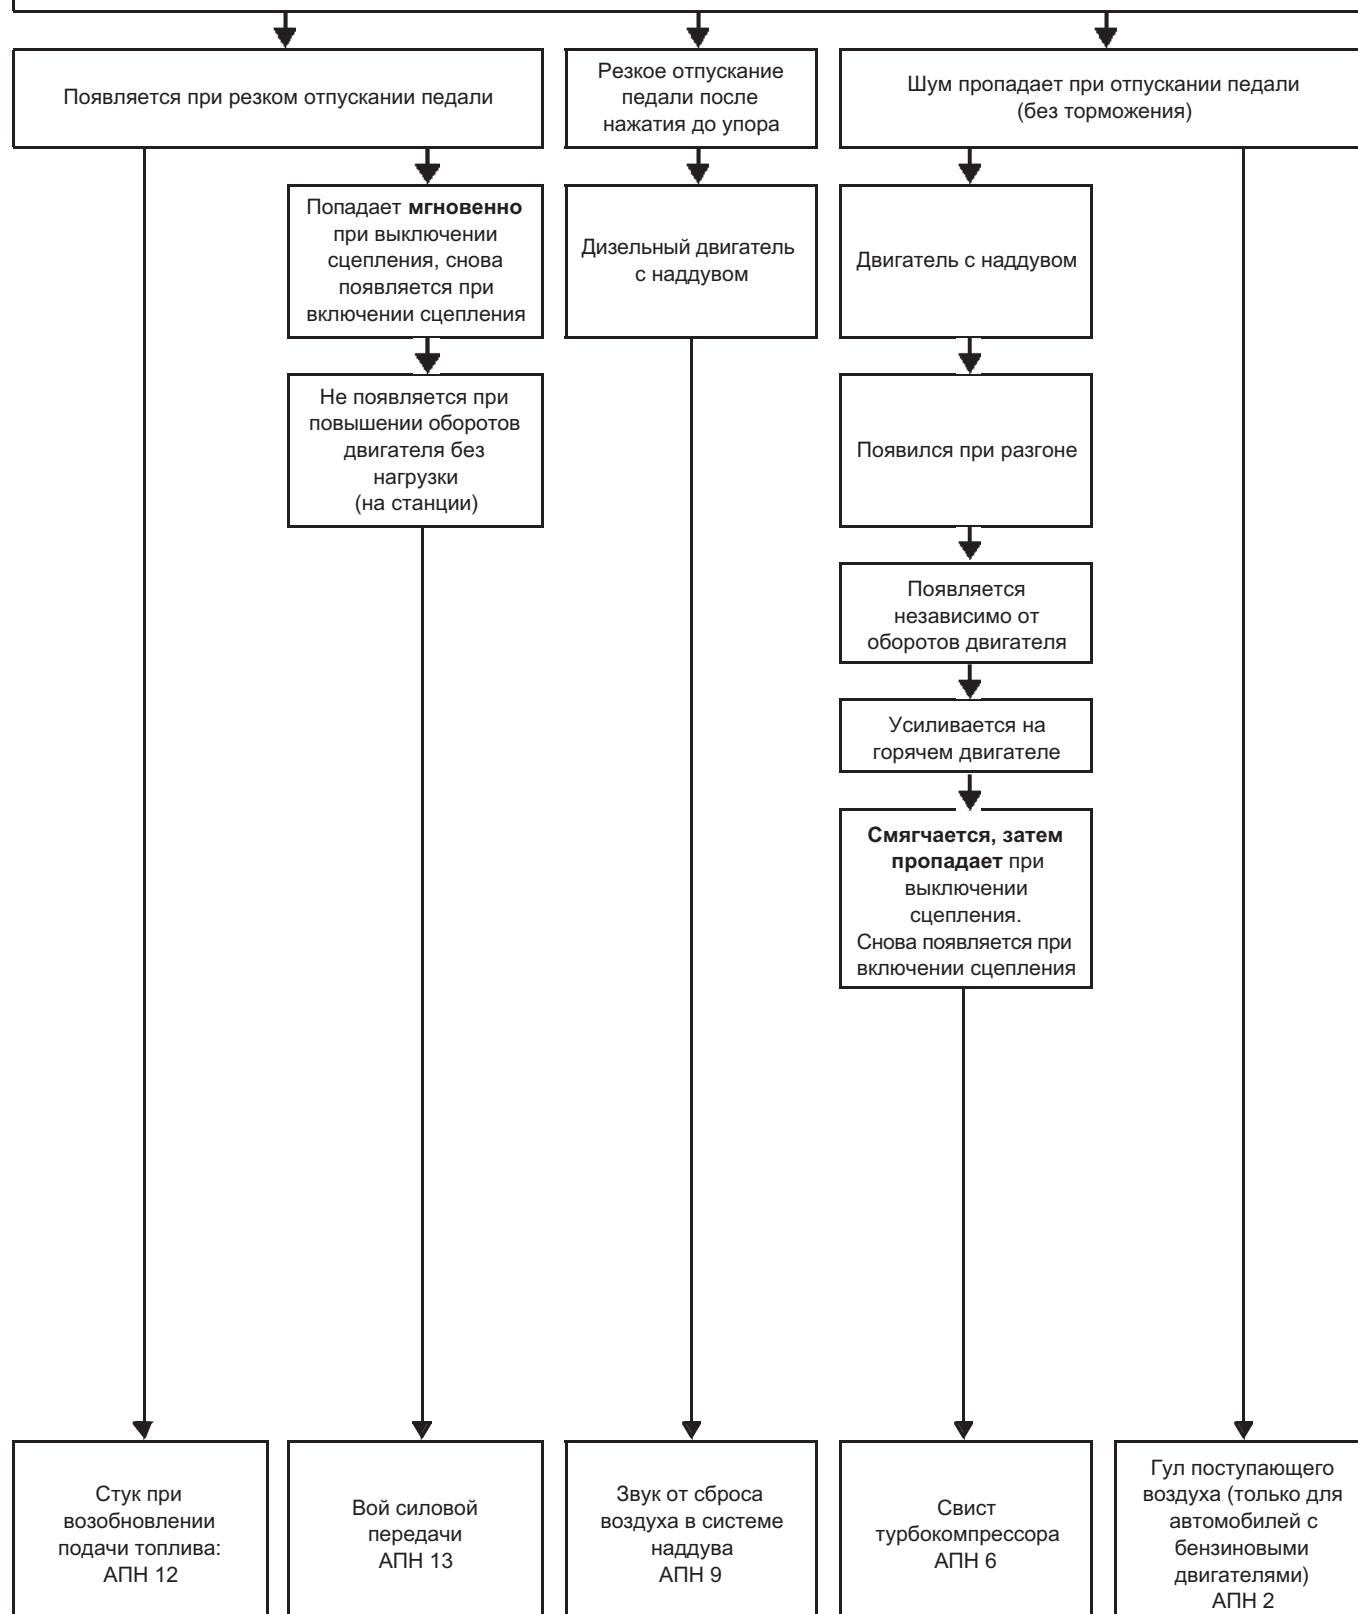 Появляется при резком отпускании педали
Резкое отпускание
педали после
нажатия до упора
Шум пропадает при отпускании педали
(без торможения)
Попадает мгновенно
при выключении
сцепления, снова
появляется при
включении сцепления
Дизельный двигатель
с наддувом
Двигатель с наддувом
Не появляется при
повышении оборотов
двигателя без
нагрузки
(на станции)
Появился при разгоне
Появляется
независимо от
оборотов двигателя
Усиливается на
горячем двигателе
Смягчается, затем
пропадает при
выключении
сцепления.
Снова появляется при
включении сцепления
Стук при
возобновлении
подачи топлива:
АПН 12
Вой силовой
передачи
АПН 13
Звук от сброса
воздуха в системе
наддува
АПН 9
Свист
турбокомпрессора
АПН 6
Гул поступающего
воздуха (только для
автомобилей с
бензиновыми
двигателями)
АПН 2